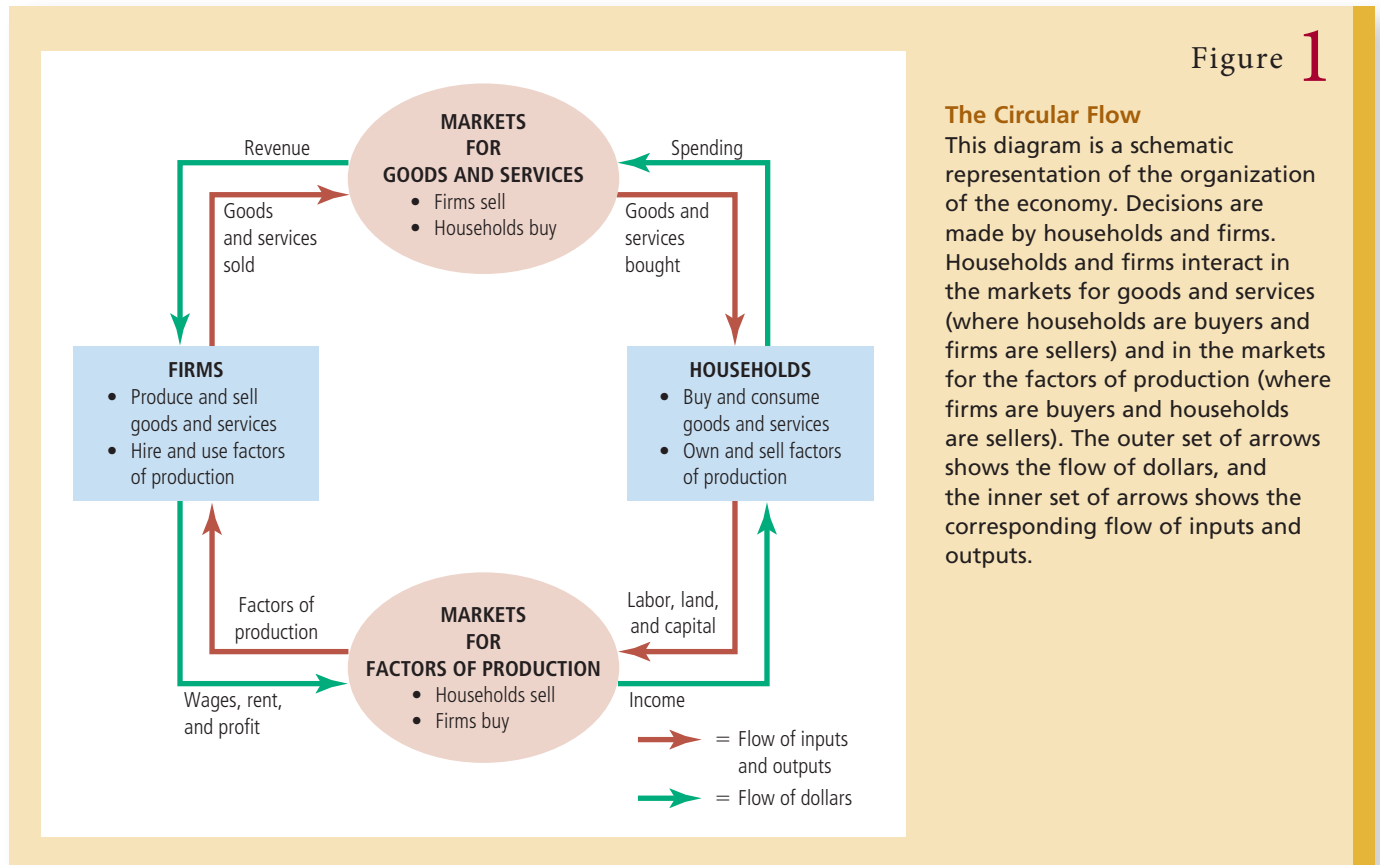 Figure 1
The Circular Flow
This diagram is a schematic
representation of the organization
of the economy. Decisions are
made by households and firms.
Households and firms interact in
the markets for goods and services
(where households are buyers and
firms are sellers) and in the markets
for the factors of production (where
firms are buyers and households
are sellers). The outer set of arrows
shows the flow of dollars, and
the inner set of arrows shows the
corresponding flow of inputs and
outputs.
MARKETS
FOR
GOODS AND SERVICES
• Firms sell
• Households buy
Revenue
Goods
and services
sold
Spending
Goods and
services
bought
FIRMS
• Produce and sell
goods and services
• Hire and use factors
of production
HOUSEHOLDS
• Buy and consume
goods and services
• Own and sell factors
of production
Factors of
production
Wages, rent,
and profit
MARKETS
FOR
FACTORS OF PRODUCTION
• Households sell
• Firms buy
Labor, land,
and capital
Income
= Flow of inputs
and outputs
= Flow of dollars